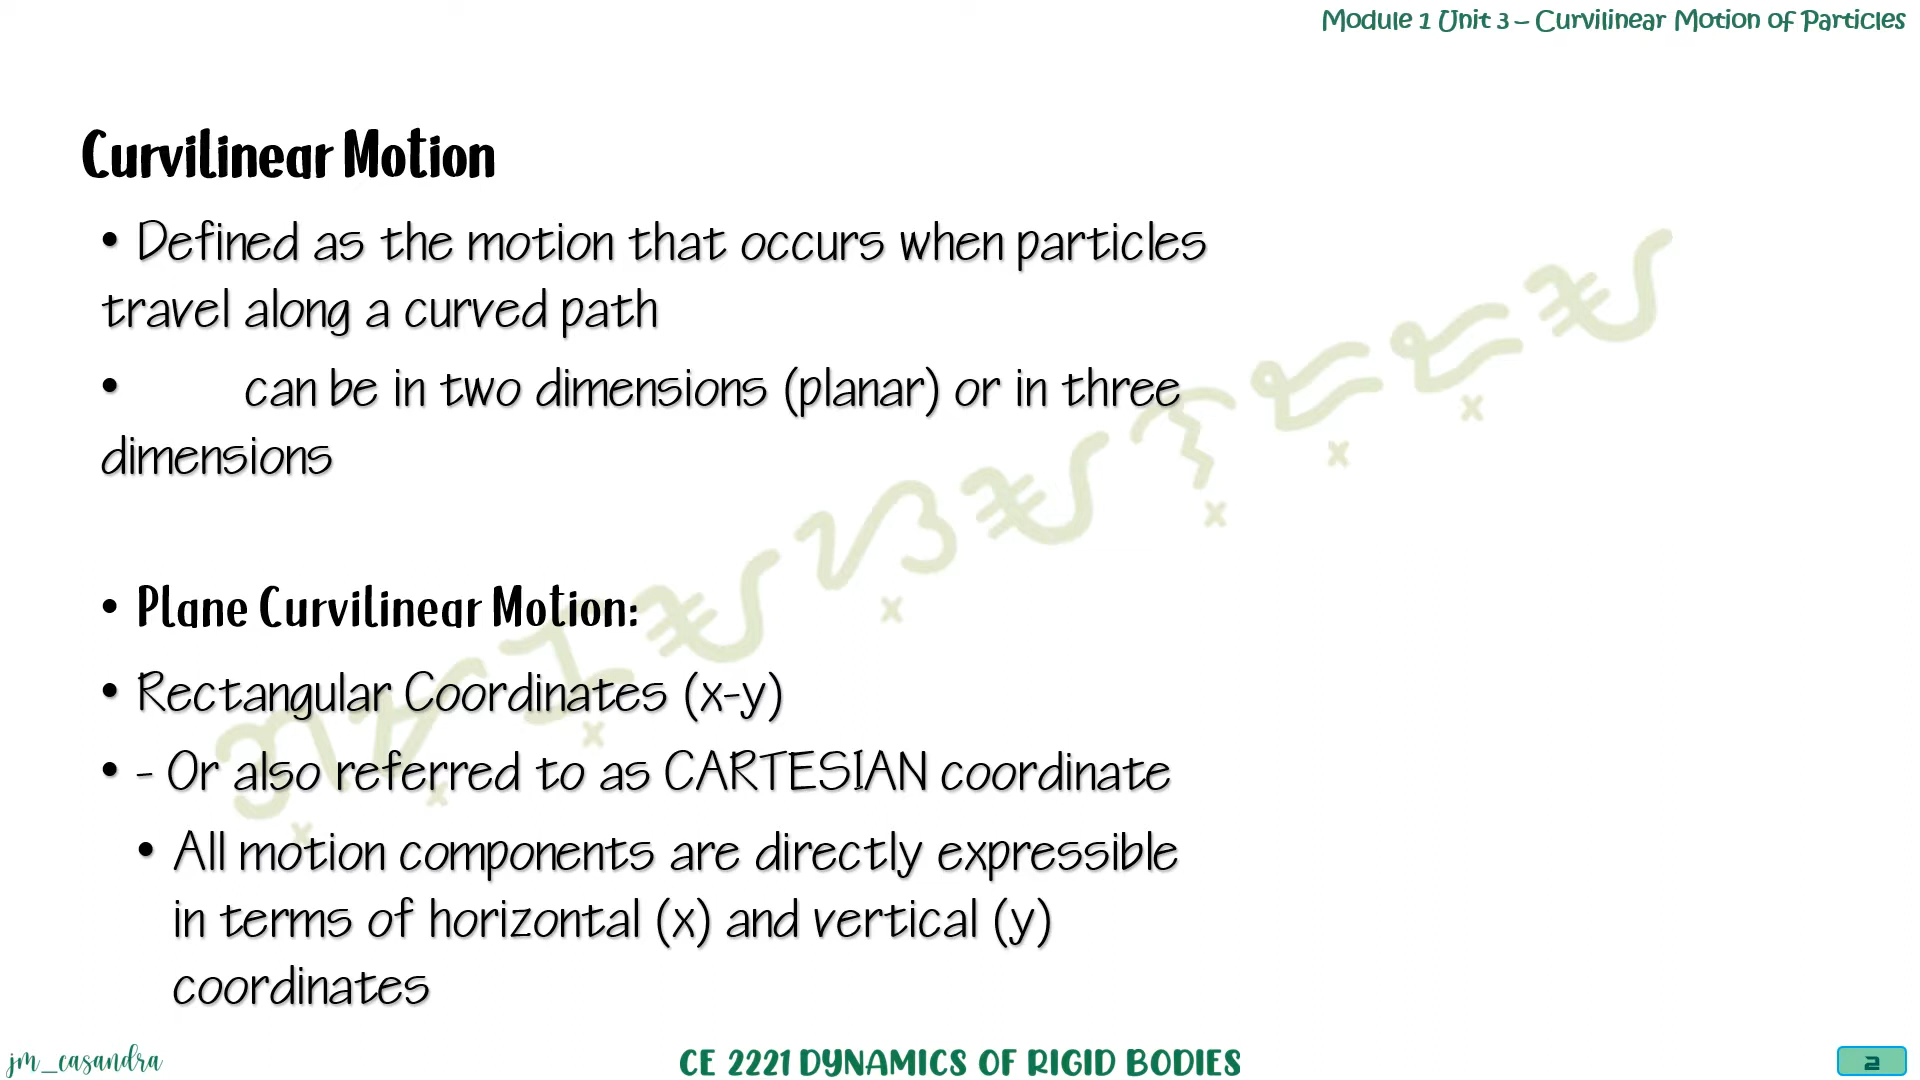 Module 1 Unit 3 – Curvilinear Motion of Particles
Curvilinear Motion
• Defined as the motion that occurs when particles
travel along a curved path
• can be in two dimensions (planar) or in three
dimensions
• Plane Curvilinear Motion:
• Rectangular Coordinates (x-y)
• - Or also referred to as CARTESIAN coordinate
• All motion components are directly expressible
in terms of horizontal (x) and vertical (y)
coordinates
jm_casandra
CE 2221 DYNAMICS OF RIGID BODIES
2